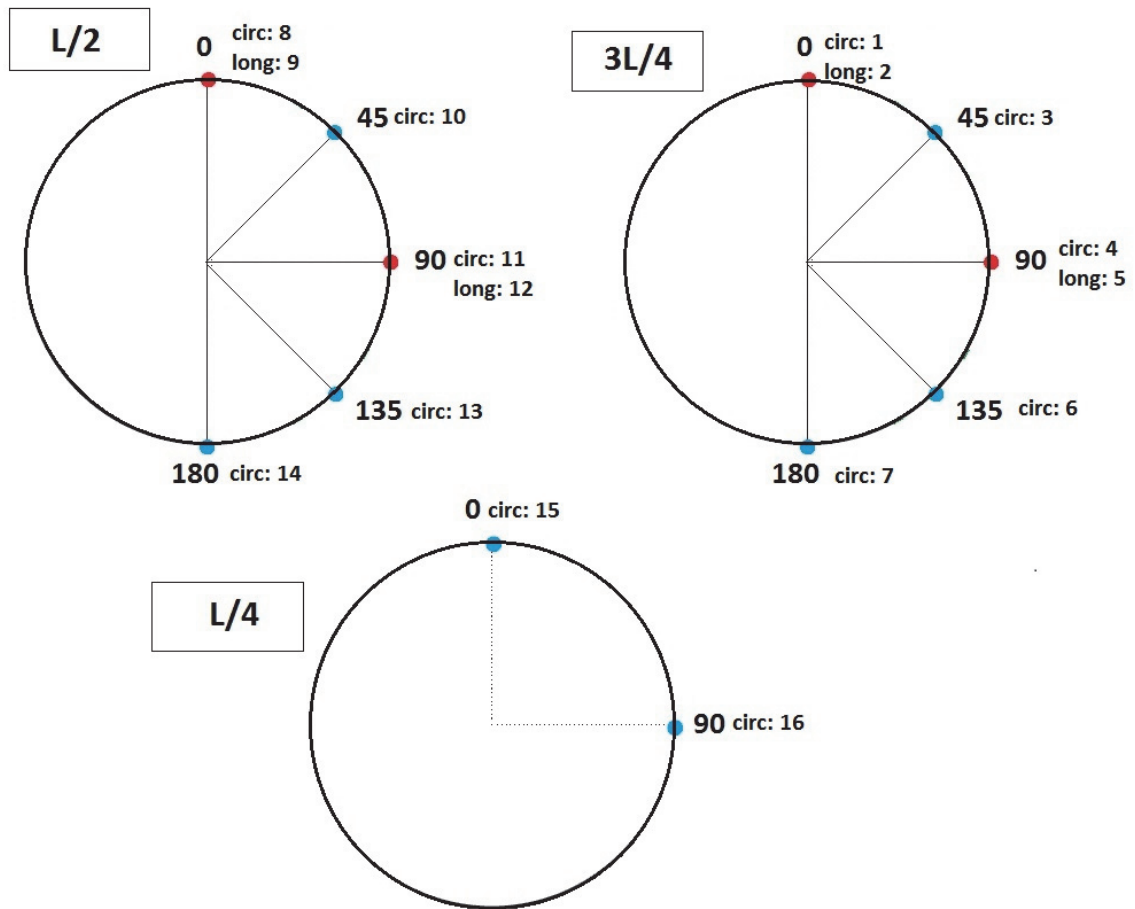 L/2
0 circ: 8
long: 9
45 circ: 10
90 circ: 11
long: 12
135 circ: 13
180 circ: 14
3L/4
0 circ: 1
long: 2
45 circ: 3
90 circ: 4
long: 5
135 circ: 6
180 circ: 7
L/4
0 circ: 15
90 circ: 16